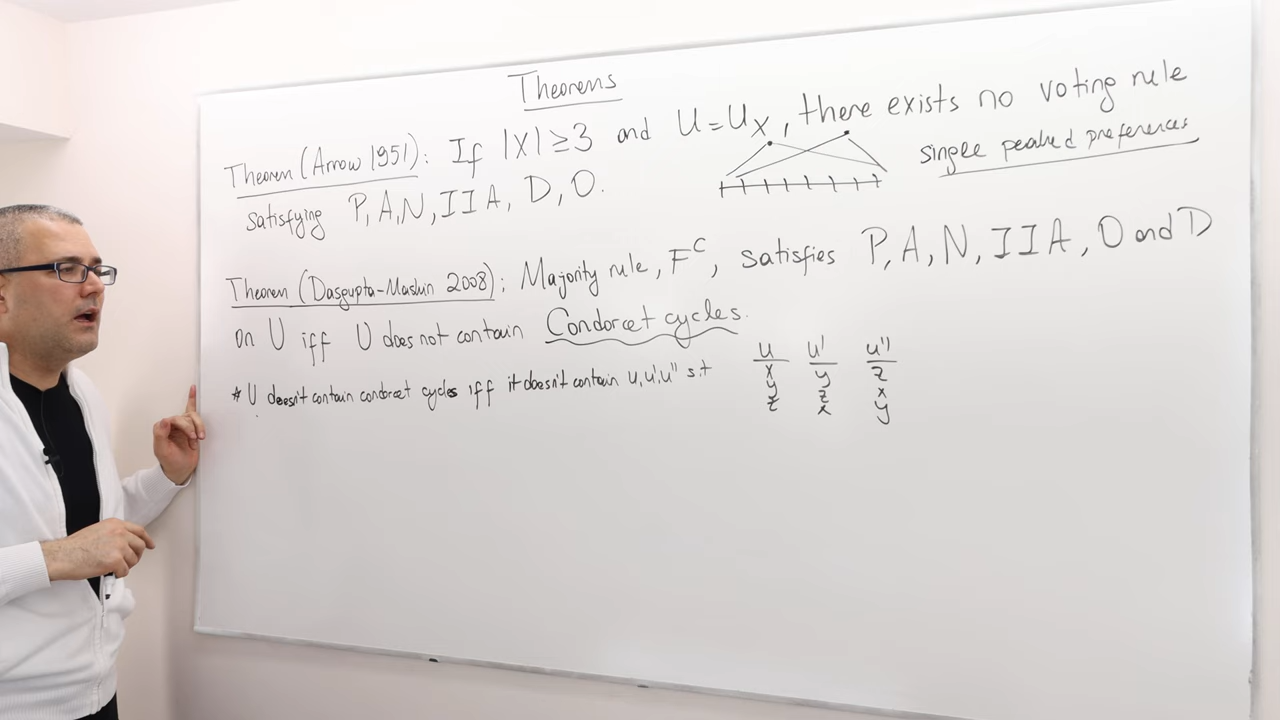 Theorems
Theorem (Arrow 1951): If |X| ≥ 3 and U = U_X, there exists no voting rule
satisfying P, A, N, IIA, D, O.
single peaked preferences
Theorem (Dasgupta-Maskin 2008): Majority rule, F^C, satisfies P, A, N, IIA, O and D
on U iff U does not contain Condorcet cycles.
* U doesn't contain condorcet cycles iff it doesn't contain u, u', u'' s.t
u u' u''
x y z
y z x
z x y